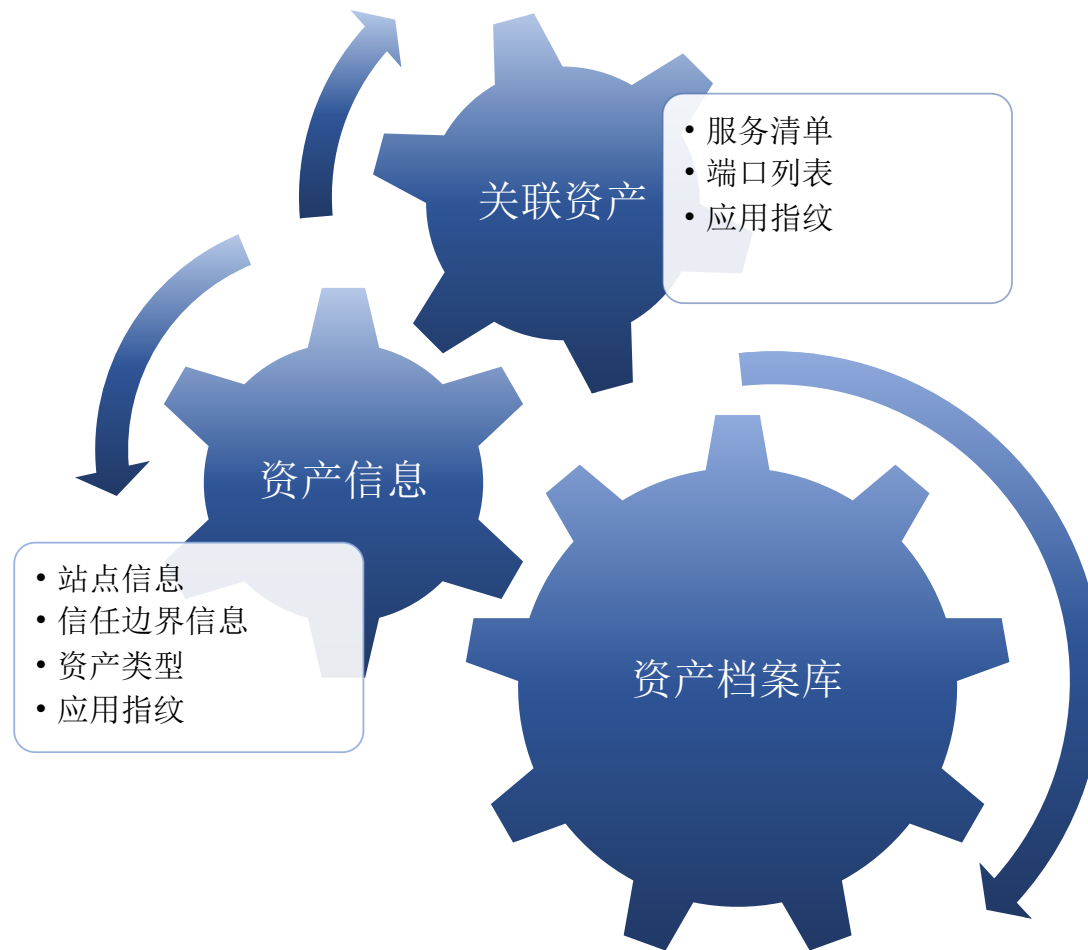 关联资产
• 服务清单
• 端口列表
• 应用指纹
资产信息
• 站点信息
• 信任边界信息
• 资产类型
• 应用指纹
资产档案库